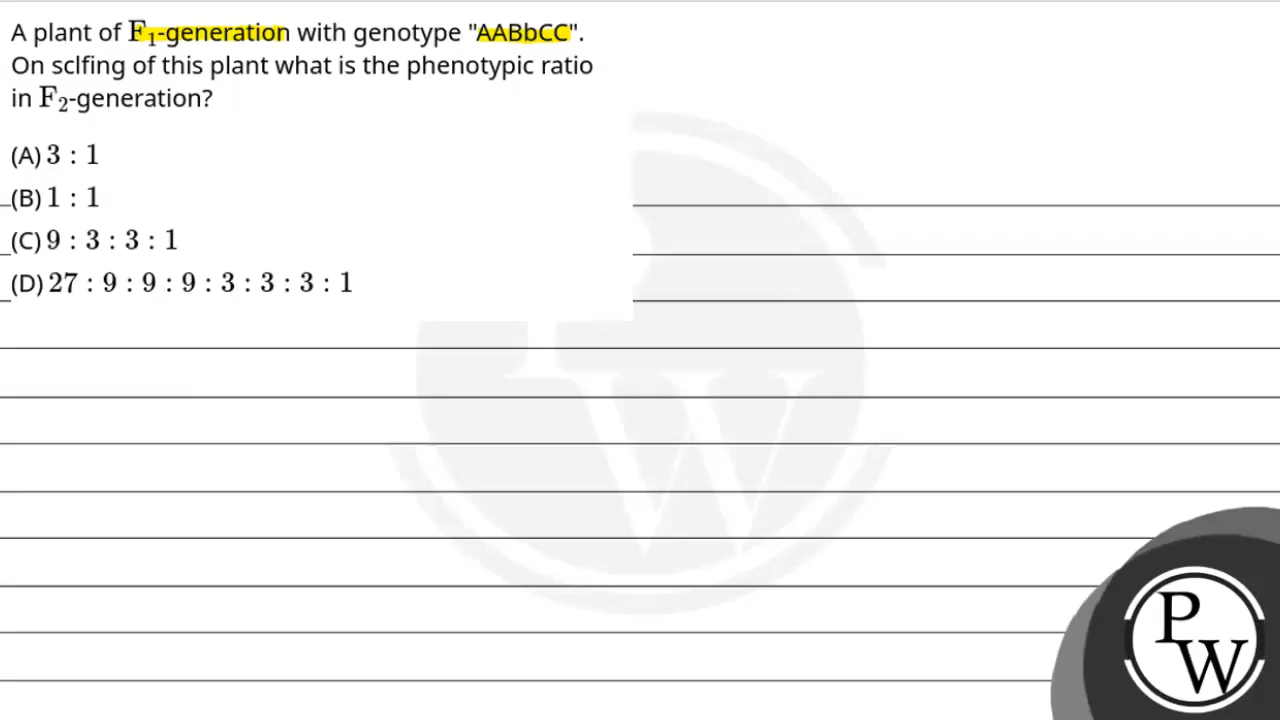 A plant of F₁-generation with genotype "AABbCC".
On sclfing of this plant what is the phenotypic ratio
in F₂-generation?
(A) 3 : 1
(B) 1 : 1
(C) 9 : 3 : 3 : 1
(D) 27 : 9 : 9 : 9 : 3 : 3 : 3 : 1
P
W